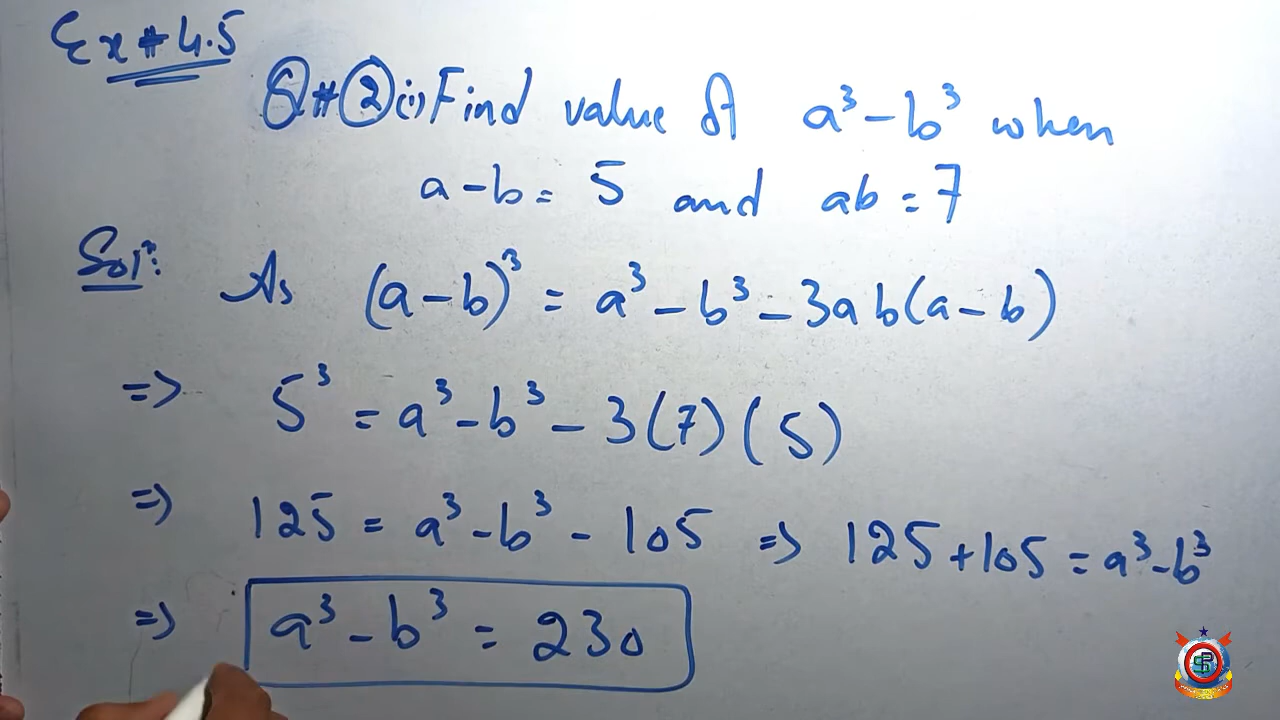 Ex # 4.5
Q#2(i) Find value of a³-b³ when
a-b = 5 and ab = 7
Sol:
As (a-b)³ = a³-b³-3ab(a-b)
=> 5³ = a³-b³-3(7)(5)
=> 125 = a³-b³-105 => 125+105 = a³-b³
=> a³-b³ = 230